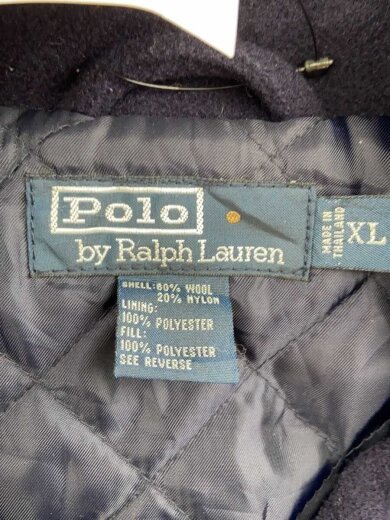 Polo
by Ralph Lauren
MADE IN
THAILAND
XL
SHELL: 80% WOOL
20% NYLON
LINING:
100% POLYESTER
FILL:
100% POLYESTER
SEE REVERSE